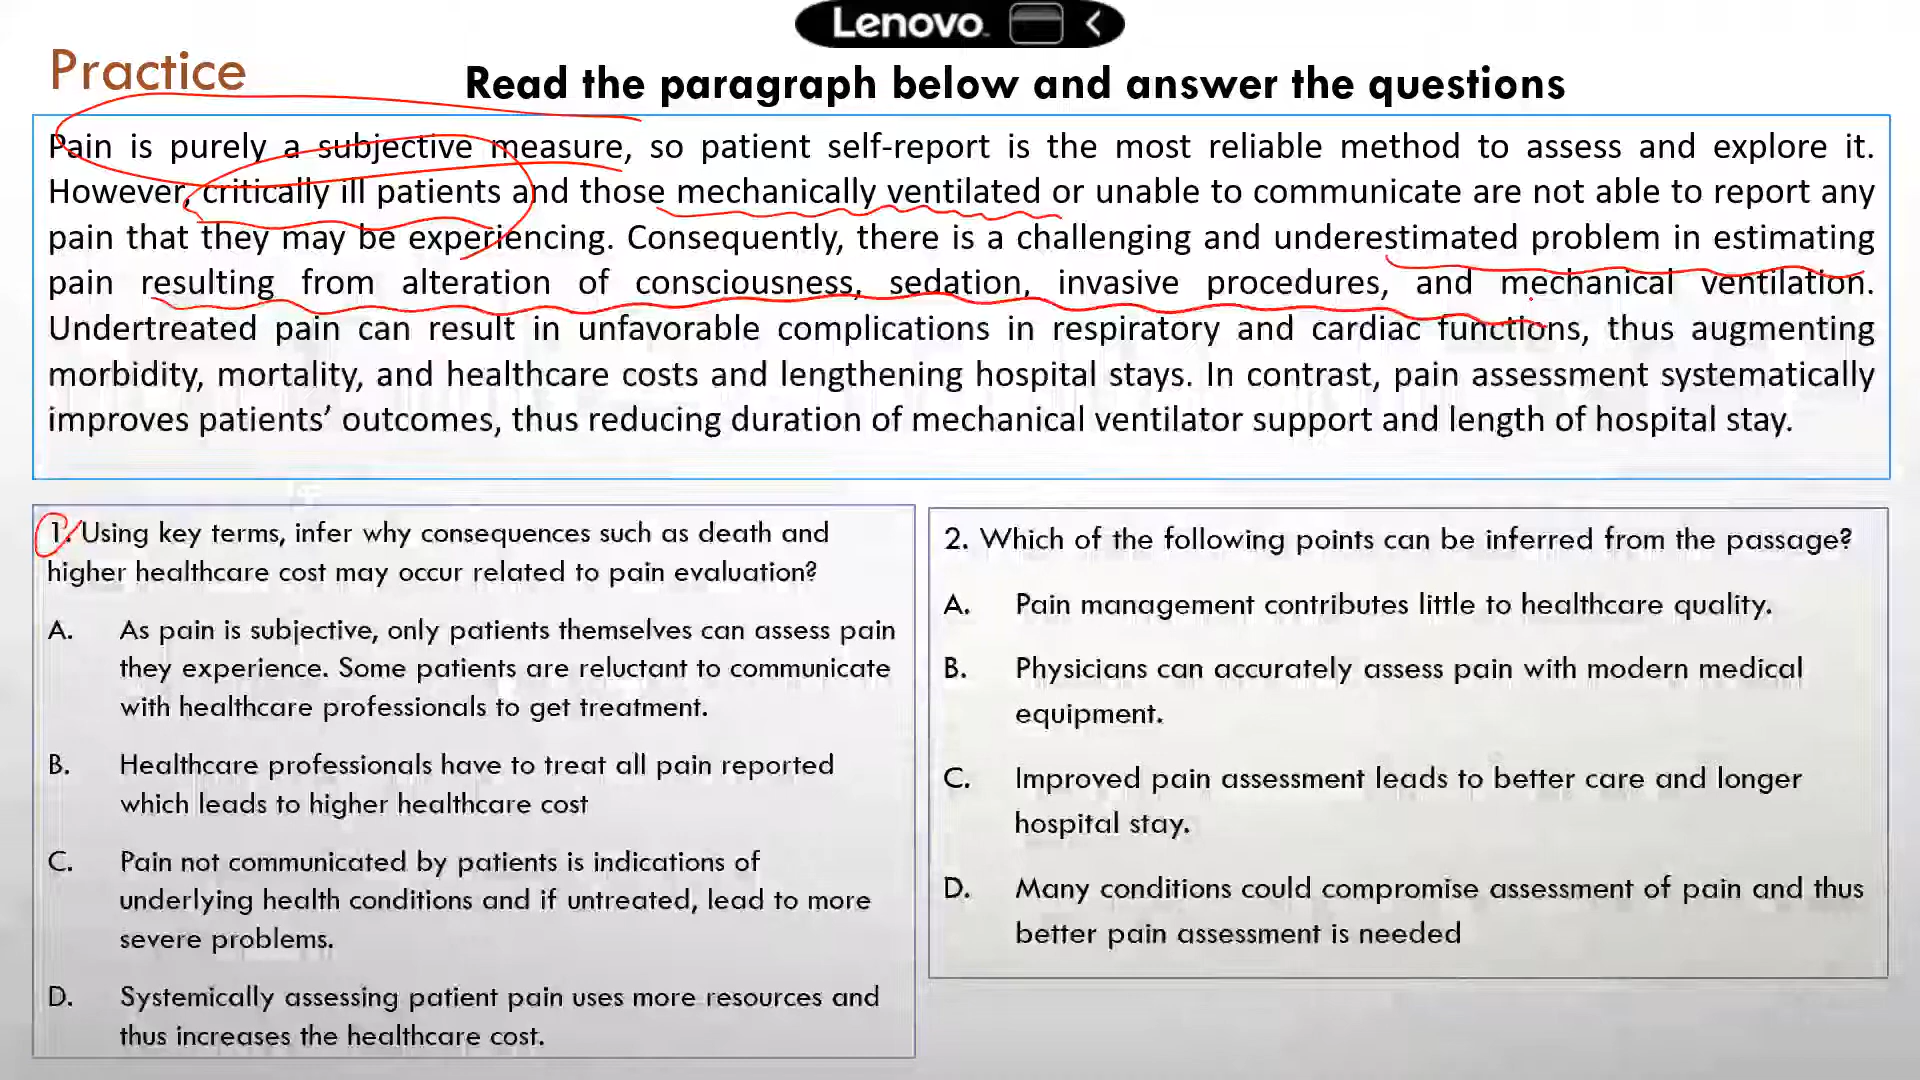 Lenovo
Practice
Read the paragraph below and answer the questions
Pain is purely a subjective measure, so patient self-report is the most reliable method to assess and explore it.
However, critically ill patients and those mechanically ventilated or unable to communicate are not able to report any
pain that they may be experiencing. Consequently, there is a challenging and underestimated problem in estimating
pain resulting from alteration of consciousness, sedation, invasive procedures, and mechanical ventilation.
Undertreated pain can result in unfavorable complications in respiratory and cardiac functions, thus augmenting
morbidity, mortality, and healthcare costs and lengthening hospital stays. In contrast, pain assessment systematically
improves patients’ outcomes, thus reducing duration of mechanical ventilator support and length of hospital stay.
1. Using key terms, infer why consequences such as death and
higher healthcare cost may occur related to pain evaluation?
A. As pain is subjective, only patients themselves can assess pain
they experience. Some patients are reluctant to communicate
with healthcare professionals to get treatment.
B. Healthcare professionals have to treat all pain reported
which leads to higher healthcare cost
C. Pain not communicated by patients is indications of
underlying health conditions and if untreated, lead to more
severe problems.
D. Systemically assessing patient pain uses more resources and
thus increases the healthcare cost.
2. Which of the following points can be inferred from the passage?
A. Pain management contributes little to healthcare quality.
B. Physicians can accurately assess pain with modern medical
equipment.
C. Improved pain assessment leads to better care and longer
hospital stay.
D. Many conditions could compromise assessment of pain and thus
better pain assessment is needed